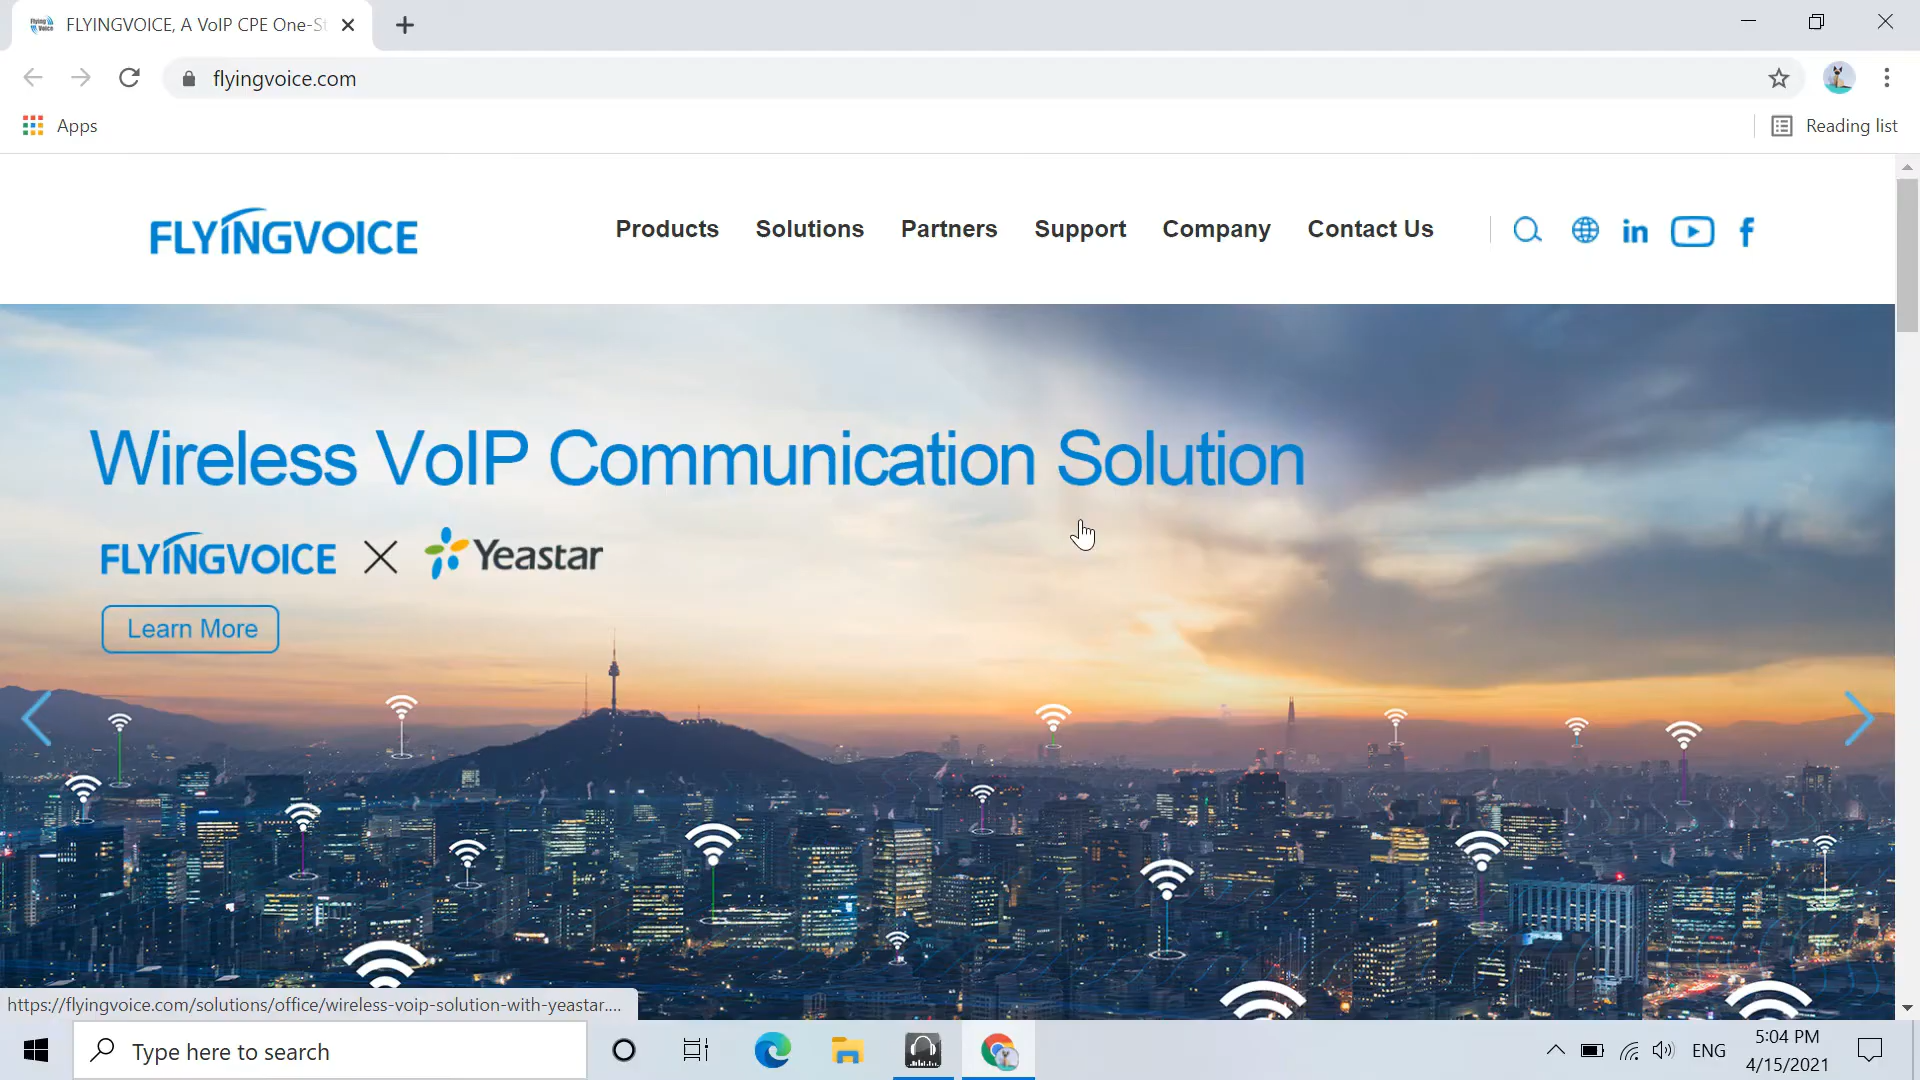 FLYINGVOICE, A VoIP CPE One-St
flyingvoice.com
Apps
Reading list
FLYINGVOICE
Products Solutions Partners Support Company Contact Us
Wireless VoIP Communication Solution
FLYINGVOICE X Yeastar
Learn More
https://flyingvoice.com/solutions/office/wireless-voip-solution-with-yeastar....
Type here to search
ENG
5:04 PM
4/15/2021